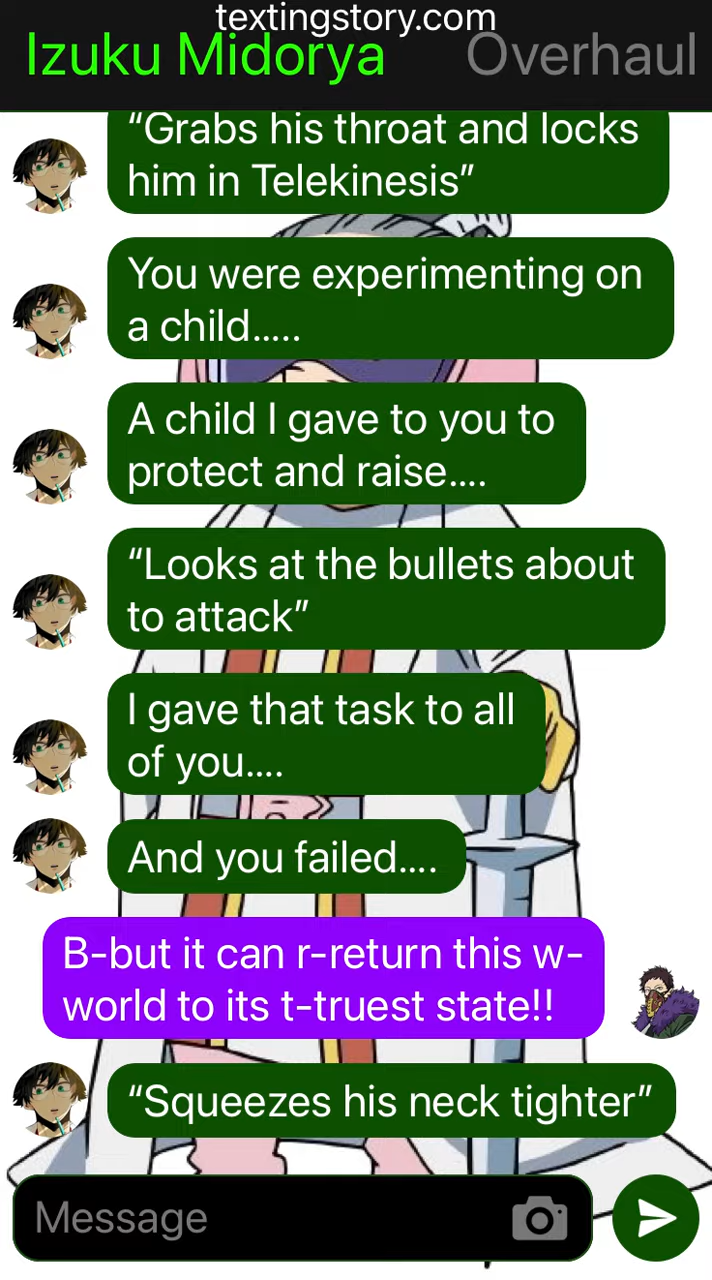 textingstory.com
Izuku Midorya Overhaul
“Grabs his throat and locks
him in Telekinesis”
You were experimenting on
a child.....
A child I gave to you to
protect and raise....
“Looks at the bullets about
to attack”
I gave that task to all
of you....
And you failed....
B-but it can r-return this w-
world to its t-truest state!!
“Squeezes his neck tighter”
Message